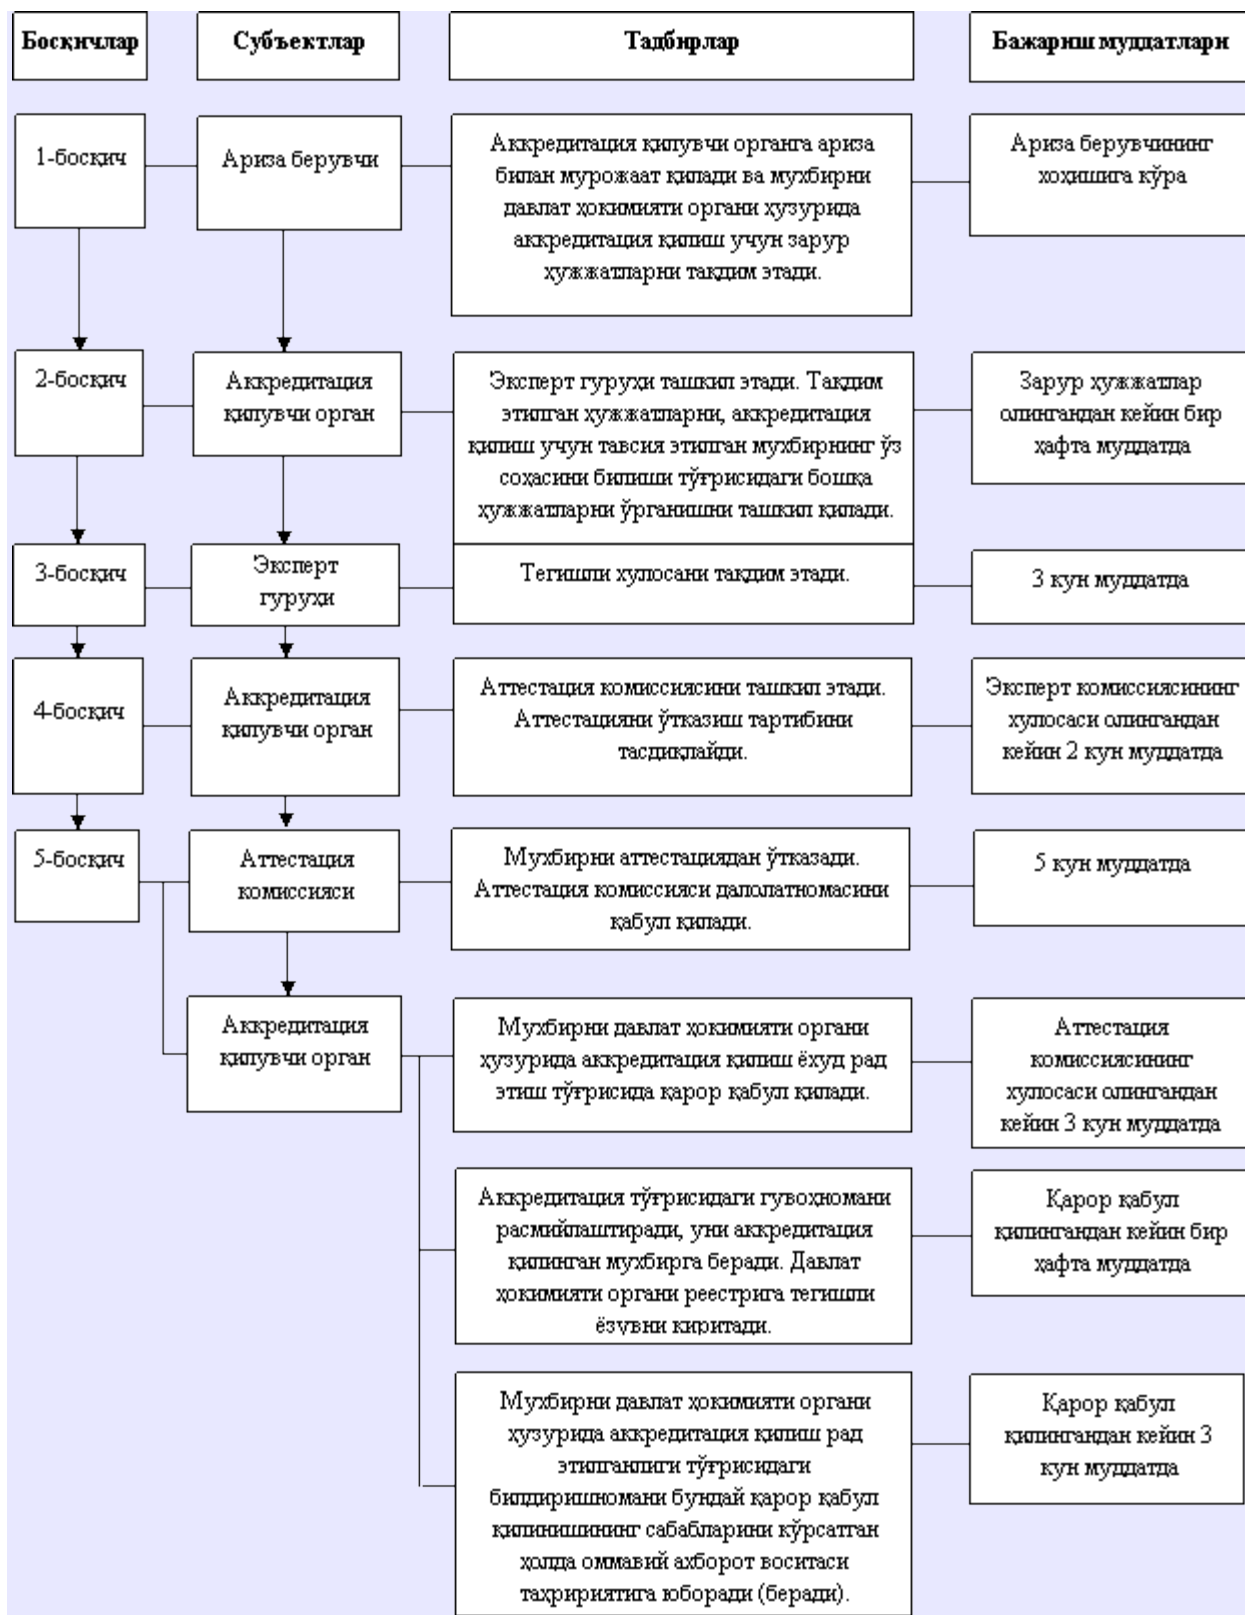 Босқичлар
Субъектлар
Тадбирлар
Бажариш муддатлари
1-босқич
Ариза берувчи
Аккредитация қилувчи органга ариза
билан мурожаат қилади ва мухбирни
давлат ҳокимияти органи ҳузурида
аккредитация қилиш учун зарур
ҳужжатларни тақдим этади.
Ариза берувчининг
хоҳишига кўра
2-босқич
Аккредитация
қилувчи орган
Эксперт гуруҳи ташкил этади. Тақдим
этилган ҳужжатларни, аккредитация
қилиш учун тавсия этилган мухбирнинг ўз
соҳасини билиши тўғрисидаги бошқа
ҳужжатларни ўрганишни ташкил қилади.
Зарур ҳужжатлар
олингандан кейин бир
ҳафта муддатда
3-босқич
Эксперт
гуруҳи
Тегишли хулосани тақдим этади.
3 кун муддатда
4-босқич
Аккредитация
қилувчи орган
Аттестация комиссиясини ташкил этади.
Аттестацияни ўтказиш тартибини
тасдиқлайди.
Эксперт комиссиясининг
хулосаси олингандан
кейин 2 кун муддатда
5-босқич
Аттестация
комиссияси
Мухбирни аттестациядан ўтказади.
Аттестация комиссияси далолатномасини
қабул қилади.
5 кун муддатда
Аккредитация
қилувчи орган
Мухбирни давлат ҳокимияти органи
ҳузурида аккредитация қилиш ёхуд рад
этиш тўғрисида қарор қабул қилади.
Аттестация
комиссиясининг
хулосаси олингандан
кейин 3 кун муддатда
Аккредитация тўғрисидаги гувоҳномани
расмийлаштиради, уни аккредитация
қилинган мухбирга беради. Давлат
ҳокимияти органи реестрига тегишли
ёзувни киритади.
Қарор қабул
қилингандан кейин бир
ҳафта муддатда
Мухбирни давлат ҳокимияти органи
ҳузурида аккредитация қилиш рад
этилганлиги тўғрисидаги
билдиришномани бундай қарор қабул
қилинишининг сабабларини кўрсатган
ҳолда оммавий ахборот воситаси
таҳририятига юборади (беради).
Қарор қабул
қилингандан кейин 3
кун муддатда